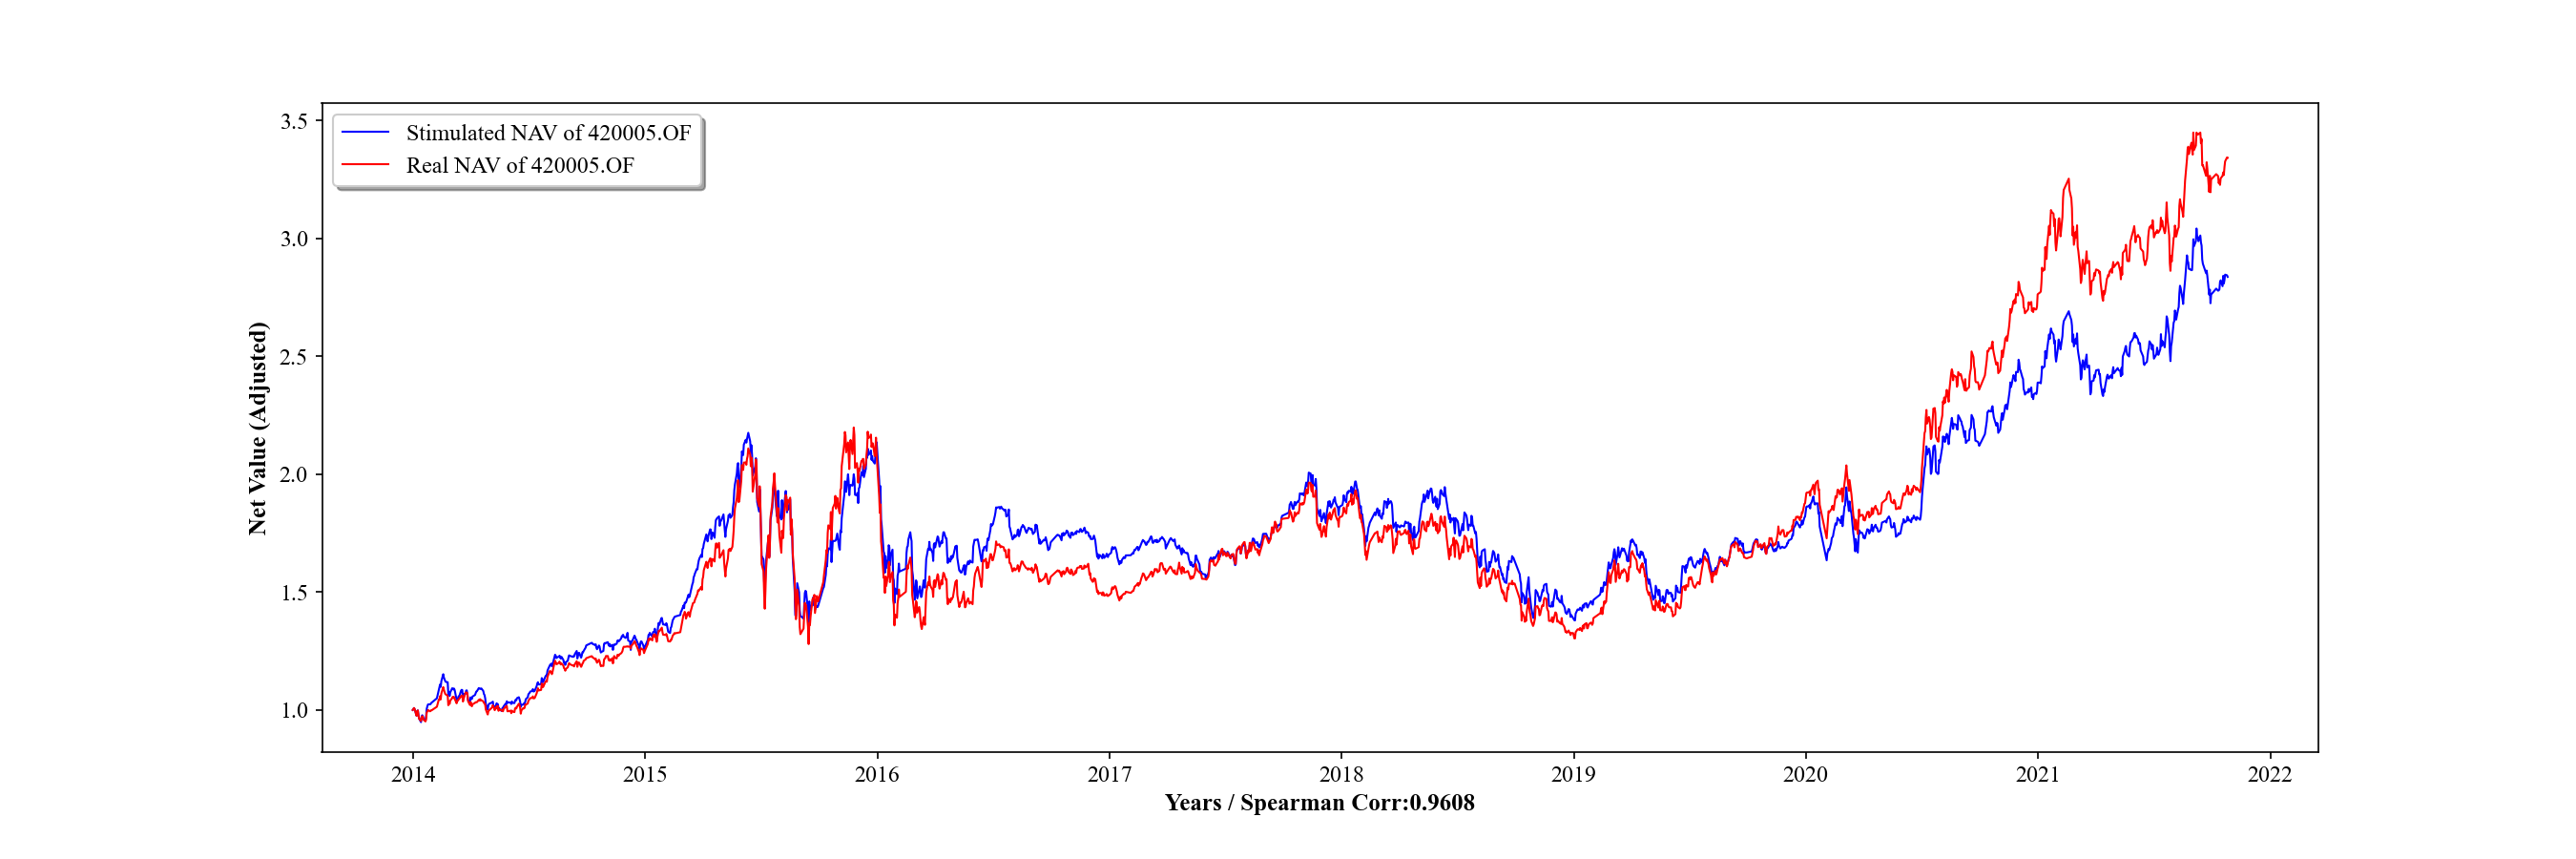 Stimulated NAV of 420005.OF
Real NAV of 420005.OF
Net Value (Adjusted)
3.5
3.0
2.5
2.0
1.5
1.0
2014 2015 2016 2017 2018 2019 2020 2021 2022
Years / Spearman Corr:0.9608